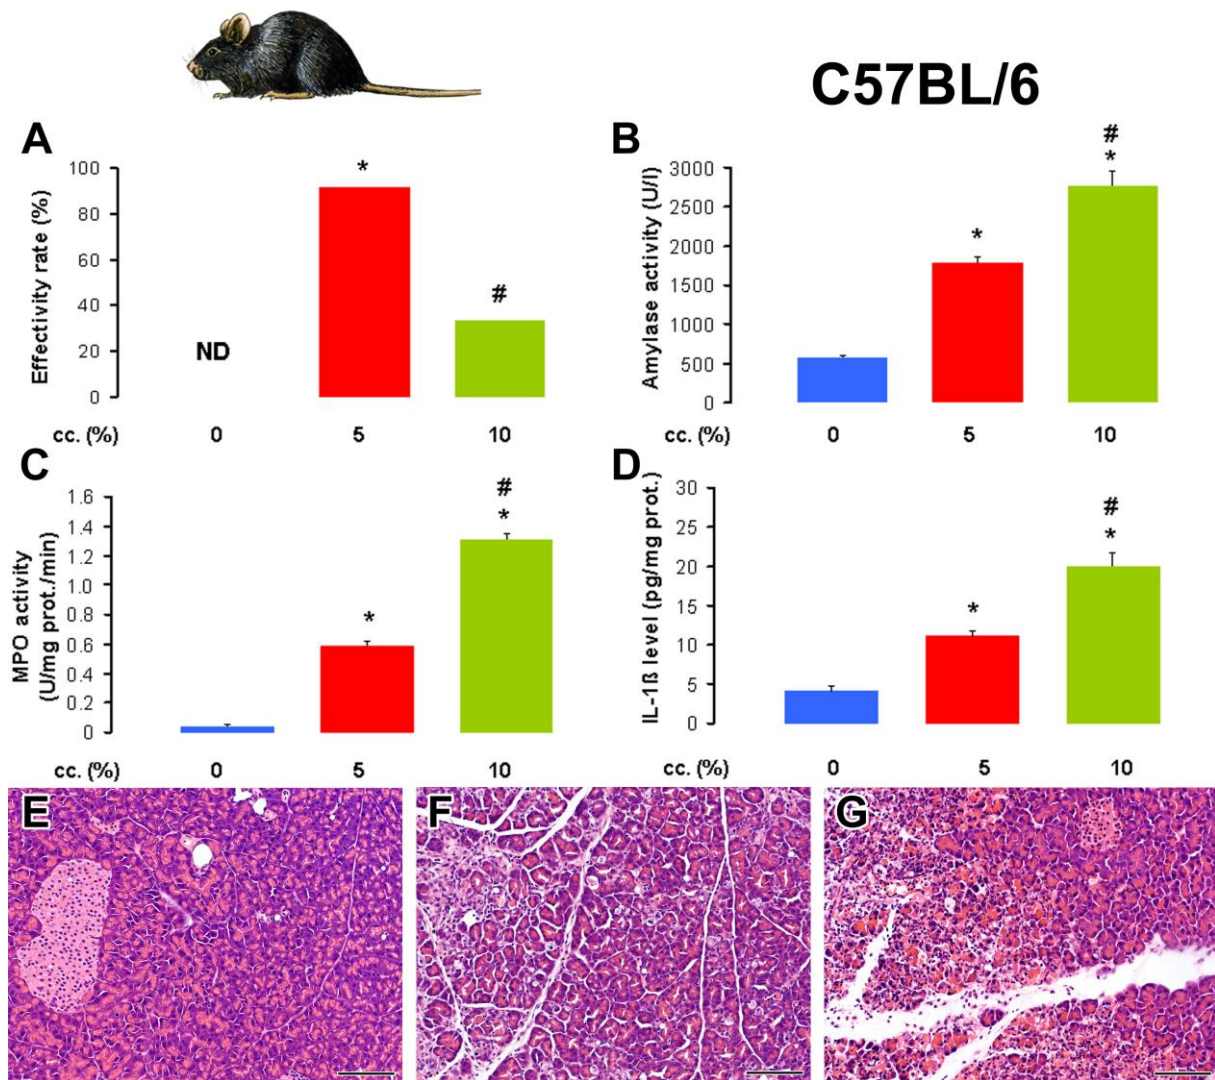 C57BL/6
A
Effectivity rate (%)
100
80
60
40
20
0
*
#
ND
cc. (%) 0 5 10
B
Amylase activity (U/l)
3000
2500
2000
1500
1000
500
0
*
#
*
0 5 10
C
MPO activity
(U/mg prot./min)
1.6
1.4
1.2
1.0
0.8
0.6
0.4
0.2
0
*
#
*
cc. (%) 0 5 10
D
IL-1ß level (pg/mg prot.)
30
25
20
15
10
5
0
*
#
*
cc. (%) 0 5 10
E
F
G